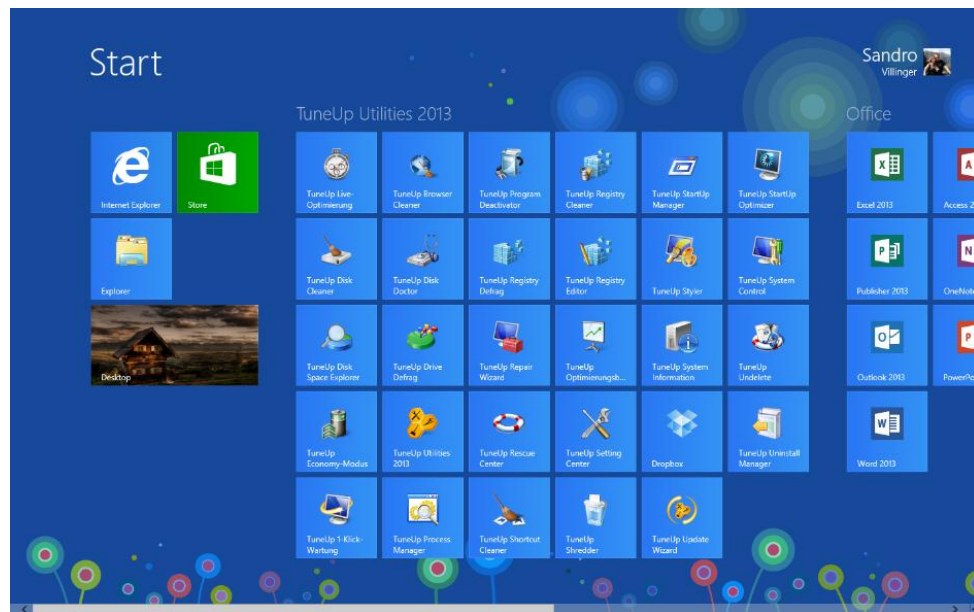 Start
Sandro
Villinger
TuneUp Utilities 2013
Office
Internet Explorer
Store
TuneUp Live-
Optimierung
TuneUp Browser
Cleaner
TuneUp Program
Deactivator
TuneUp Registry
Cleaner
TuneUp StartUp
Manager
TuneUp StartUp
Optimizer
Excel 2013
Access 2
Explorer
TuneUp Disk
Cleaner
TuneUp Disk
Doctor
TuneUp Registry
Defrag
TuneUp Registry
Editor
TuneUp Styler
TuneUp System
Control
Publisher 2013
OneNote
Desktop
TuneUp Disk
Space Explorer
TuneUp Drive
Defrag
TuneUp Repair
Wizard
TuneUp
Optimierungsb...
TuneUp System
Information
TuneUp
Undelete
Outlook 2013
PowerPo
TuneUp
Economy-Modus
TuneUp Utilities
2013
TuneUp Rescue
Center
TuneUp Setting
Center
Dropbox
TuneUp Uninstall
Manager
Word 2013
TuneUp 1-Klick-
Wartung
TuneUp Process
Manager
TuneUp Shortcut
Cleaner
TuneUp
Shredder
TuneUp Update
Wizard